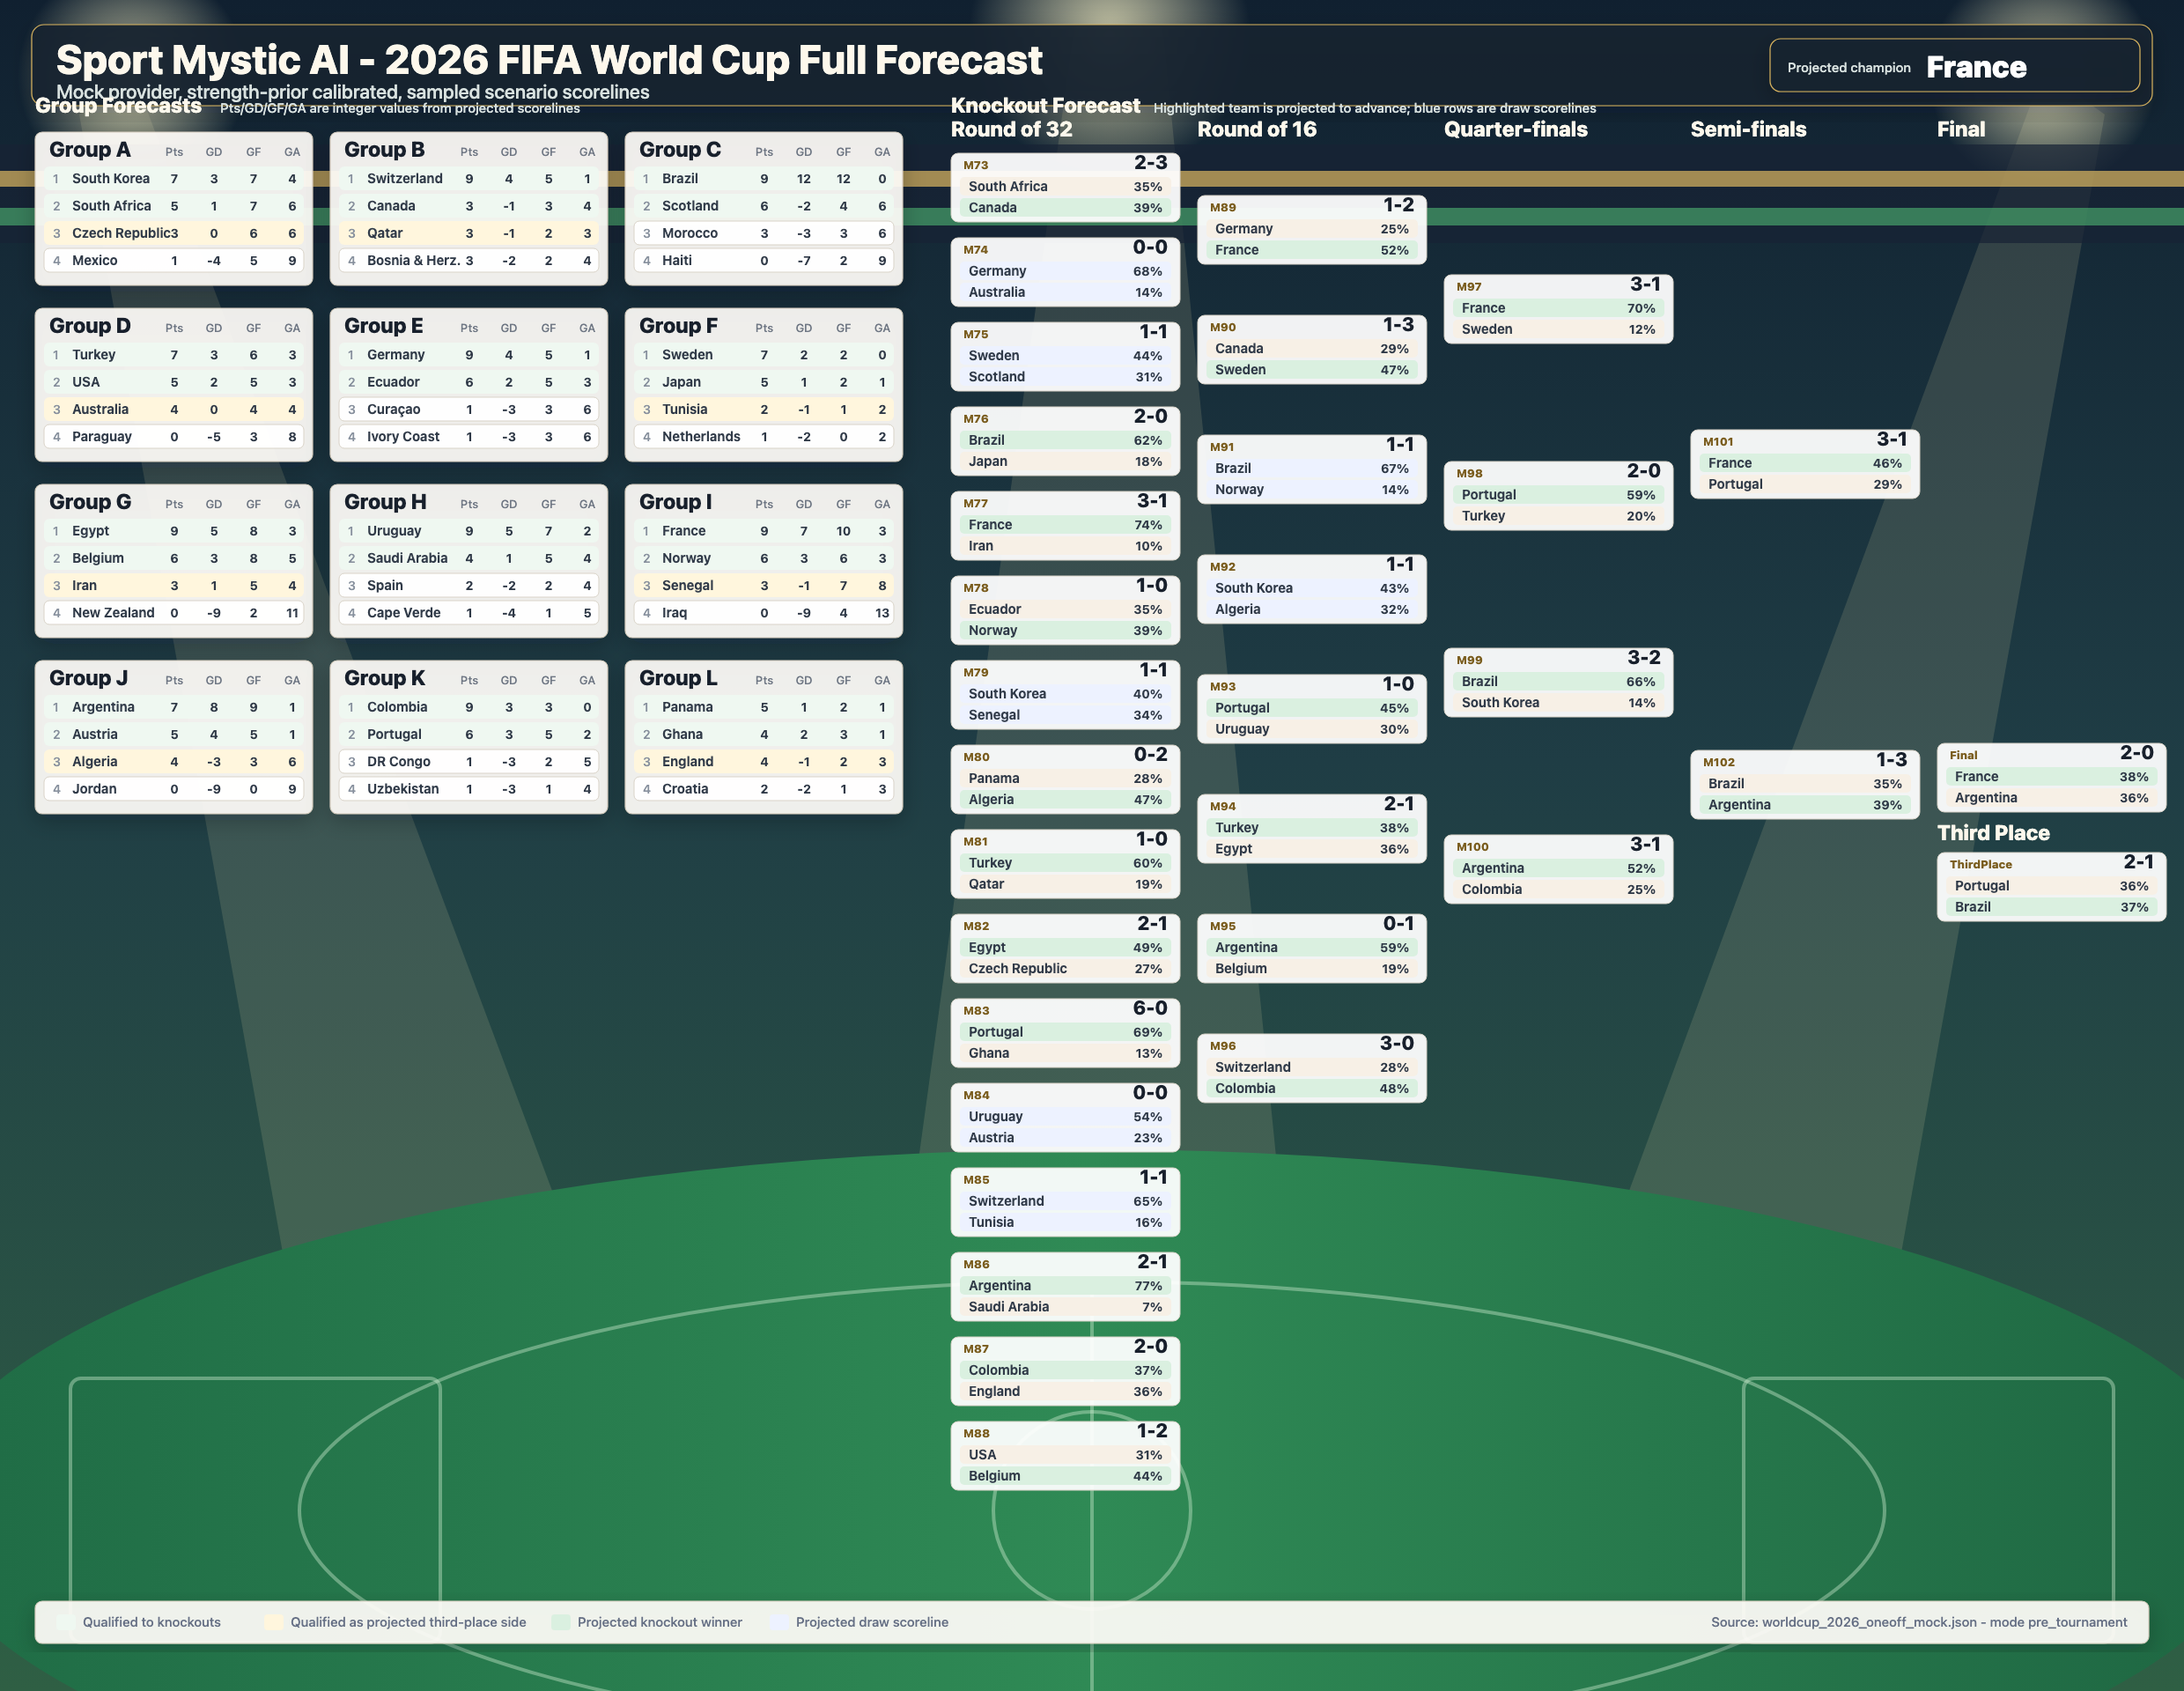 Sport Mystic AI - 2026 FIFA World Cup Full Forecast
Mock provider, strength-prior calibrated, sampled scenario scorelines
Projected champion France
Group Forecasts Pts/GD/GF/GA are integer values from projected scorelines
Group A Pts GD GF GA
1 South Korea 7 3 7 4
2 South Africa 5 1 7 6
3 Czech Republic 3 0 6 6
4 Mexico 1 -4 5 9
Group B Pts GD GF GA
1 Switzerland 9 4 5 1
2 Canada 3 -1 3 4
3 Qatar 3 -1 2 3
4 Bosnia & Herz. 3 -2 2 4
Group C Pts GD GF GA
1 Brazil 9 12 12 0
2 Scotland 6 -2 4 6
3 Morocco 3 -3 3 6
4 Haiti 0 -7 2 9
Group D Pts GD GF GA
1 Turkey 7 3 6 3
2 USA 5 2 5 3
3 Australia 4 0 4 4
4 Paraguay 0 -5 3 8
Group E Pts GD GF GA
1 Germany 9 4 5 1
2 Ecuador 6 2 5 3
3 Curaçao 1 -3 3 6
4 Ivory Coast 1 -3 3 6
Group F Pts GD GF GA
1 Sweden 7 2 2 0
2 Japan 5 1 2 1
3 Tunisia 2 -1 1 2
4 Netherlands 1 -2 0 2
Group G Pts GD GF GA
1 Egypt 9 5 8 3
2 Belgium 6 3 8 5
3 Iran 3 1 5 4
4 New Zealand 0 -9 2 11
Group H Pts GD GF GA
1 Uruguay 9 5 7 2
2 Saudi Arabia 4 1 5 4
3 Spain 2 -2 2 4
4 Cape Verde 1 -4 1 5
Group I Pts GD GF GA
1 France 9 7 10 3
2 Norway 6 3 6 3
3 Senegal 3 -1 7 8
4 Iraq 0 -9 4 13
Group J Pts GD GF GA
1 Argentina 7 8 9 1
2 Austria 5 4 5 1
3 Algeria 4 -3 3 6
4 Jordan 0 -9 0 9
Group K Pts GD GF GA
1 Colombia 9 3 3 0
2 Portugal 6 3 5 2
3 DR Congo 1 -3 2 5
4 Uzbekistan 1 -3 1 4
Group L Pts GD GF GA
1 Panama 5 1 2 1
2 Ghana 4 2 3 1
3 England 4 -1 2 3
4 Croatia 2 -2 1 3
Knockout Forecast Highlighted team is projected to advance; blue rows are draw scorelines
Round of 32
M73 2-3
South Africa 35%
Canada 39%
M74 0-0
Germany 68%
Australia 14%
M75 1-1
Sweden 44%
Scotland 31%
M76 2-0
Brazil 62%
Japan 18%
M77 3-1
France 74%
Iran 10%
M78 1-0
Ecuador 35%
Norway 39%
M79 1-1
South Korea 40%
Senegal 34%
M80 0-2
Panama 28%
Algeria 47%
M81 1-0
Turkey 60%
Qatar 19%
M82 2-1
Egypt 49%
Czech Republic 27%
M83 6-0
Portugal 69%
Ghana 13%
M84 0-0
Uruguay 54%
Austria 23%
M85 1-1
Switzerland 65%
Tunisia 16%
M86 2-1
Argentina 77%
Saudi Arabia 7%
M87 2-0
Colombia 37%
England 36%
M88 1-2
USA 31%
Belgium 44%
Round of 16
M89 1-2
Germany 25%
France 52%
M90 1-3
Canada 29%
Sweden 47%
M91 1-1
Brazil 67%
Norway 14%
M92 1-1
South Korea 43%
Algeria 32%
M93 1-0
Portugal 45%
Uruguay 30%
M94 2-1
Turkey 38%
Egypt 36%
M95 0-1
Argentina 59%
Belgium 19%
M96 3-0
Switzerland 28%
Colombia 48%
Quarter-finals
M97 3-1
France 70%
Sweden 12%
M98 2-0
Portugal 59%
Turkey 20%
M99 3-2
Brazil 66%
South Korea 14%
M100 3-1
Argentina 52%
Colombia 25%
Semi-finals
M101 3-1
France 46%
Portugal 29%
M102 1-3
Brazil 35%
Argentina 39%
Final
Final 2-0
France 38%
Argentina 36%
Third Place
ThirdPlace 2-1
Portugal 36%
Brazil 37%
Qualified to knockouts
Qualified as projected third-place side
Projected knockout winner
Projected draw scoreline
Source: worldcup_2026_oneoff_mock.json - mode pre_tournament